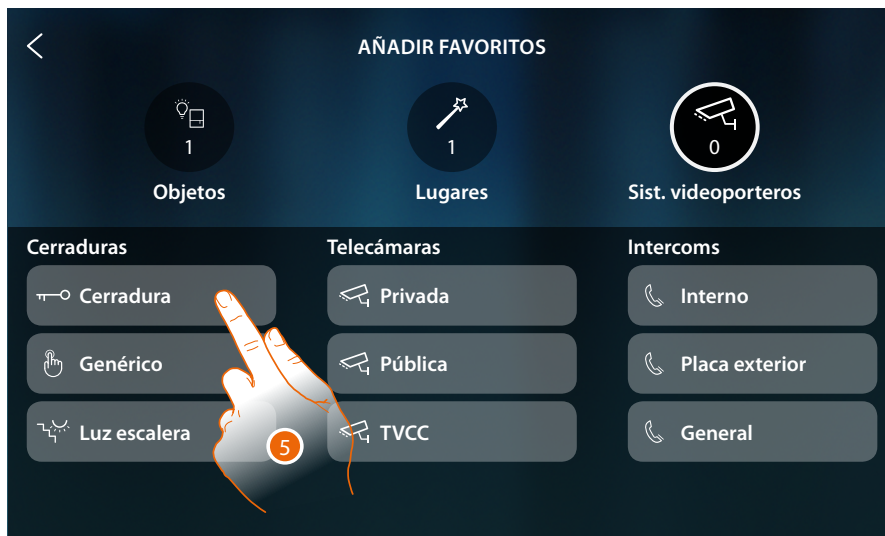 AÑADIR FAVORITOS
1
1
0
Objetos
Lugares
Sist. videoporteros
Cerraduras
Telecámaras
Intercoms
Cerradura
Privada
Interno
Genérico
Pública
Placa exterior
Luz escalera
5
TVCC
General